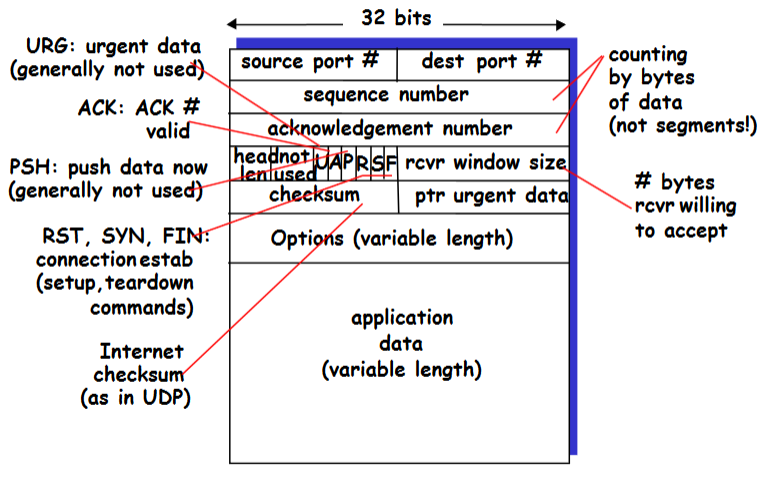 32 bits
URG: urgent data
(generally not used)
ACK: ACK #
valid
PSH: push data now
(generally not used)
RST, SYN, FIN:
connection estab
(setup, teardown
commands)
Internet
checksum
(as in UDP)
source port #
dest port #
sequence number
acknowledgement number
head
len
not
used
U A P R S F
rcvr window size
checksum
ptr urgent data
Options (variable length)
application
data
(variable length)
counting
by bytes
of data
(not segments!)
# bytes
rcvr willing
to accept